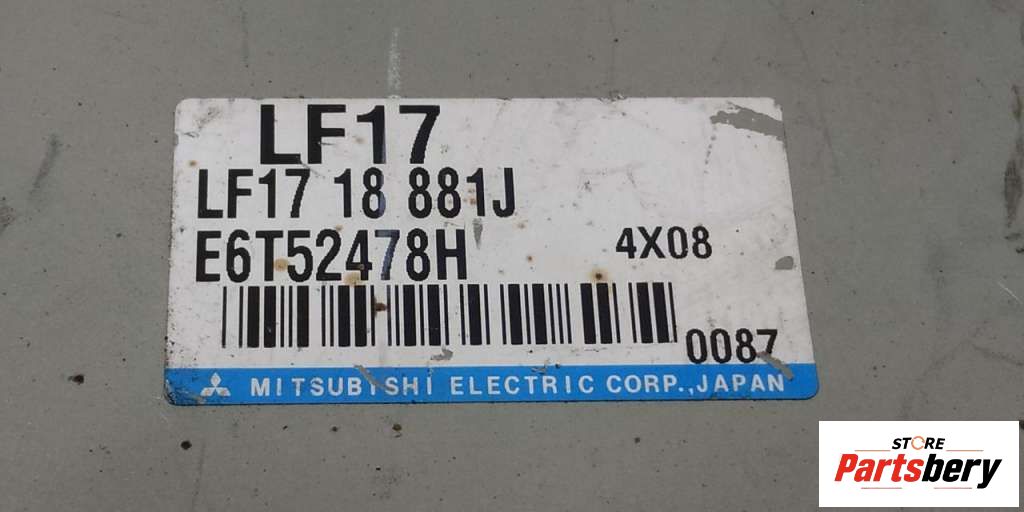 LF17
LF17 18 881J
E6T52478H 4X08
0087
MITSUBISHI ELECTRIC CORP.,JAPAN
STORE
Partsbery